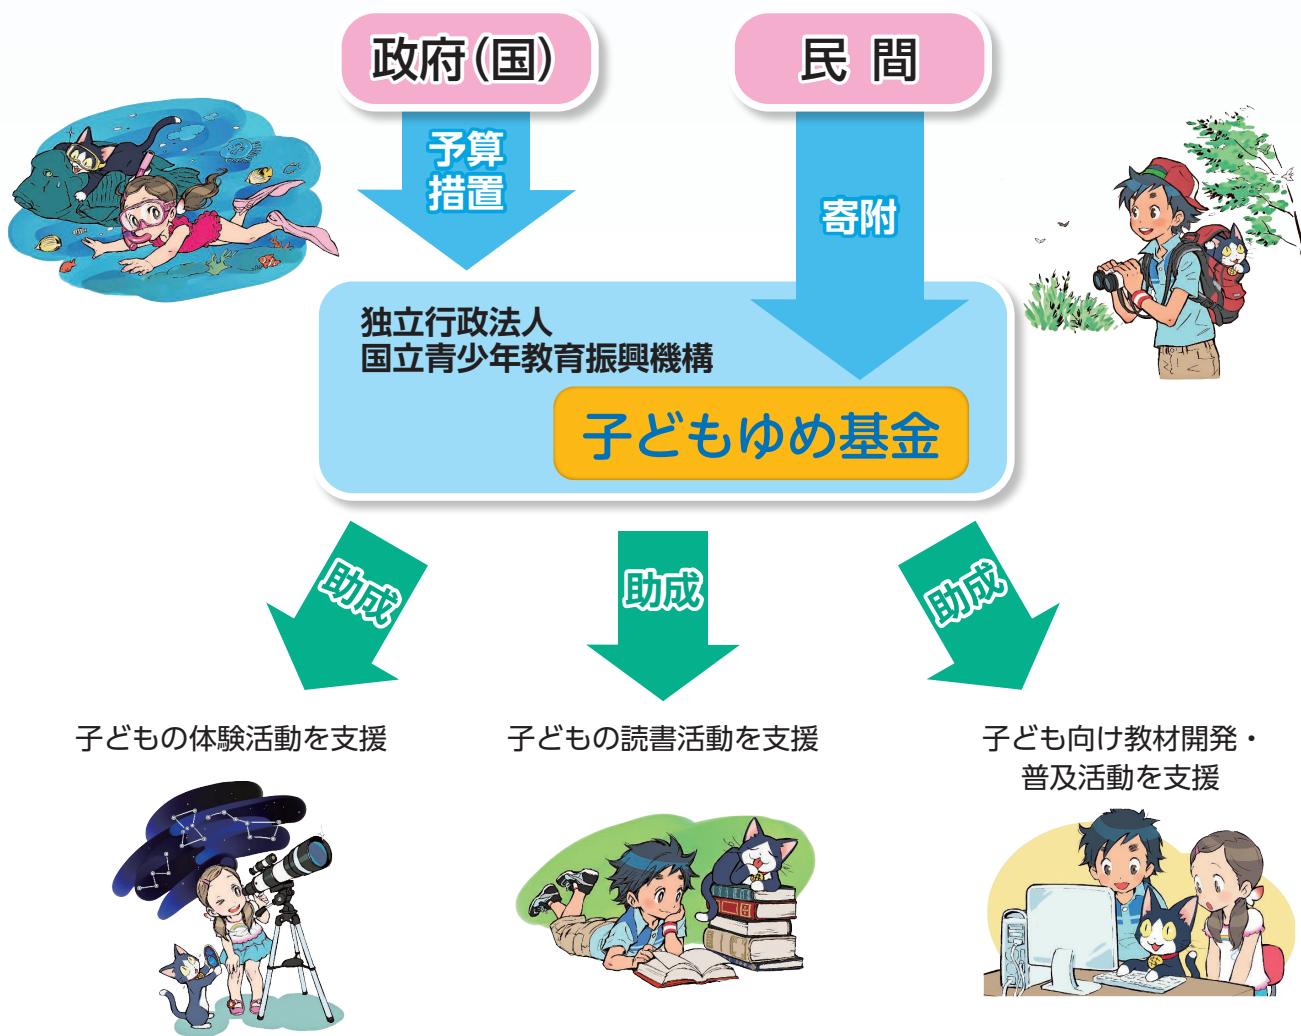 政府(国)
民間
予算
措置
寄附
独立行政法人
国立青少年教育振興機構
子どもゆめ基金
助成
助成
助成
子どもの体験活動を支援
子どもの読書活動を支援
子ども向け教材開発・
普及活動を支援